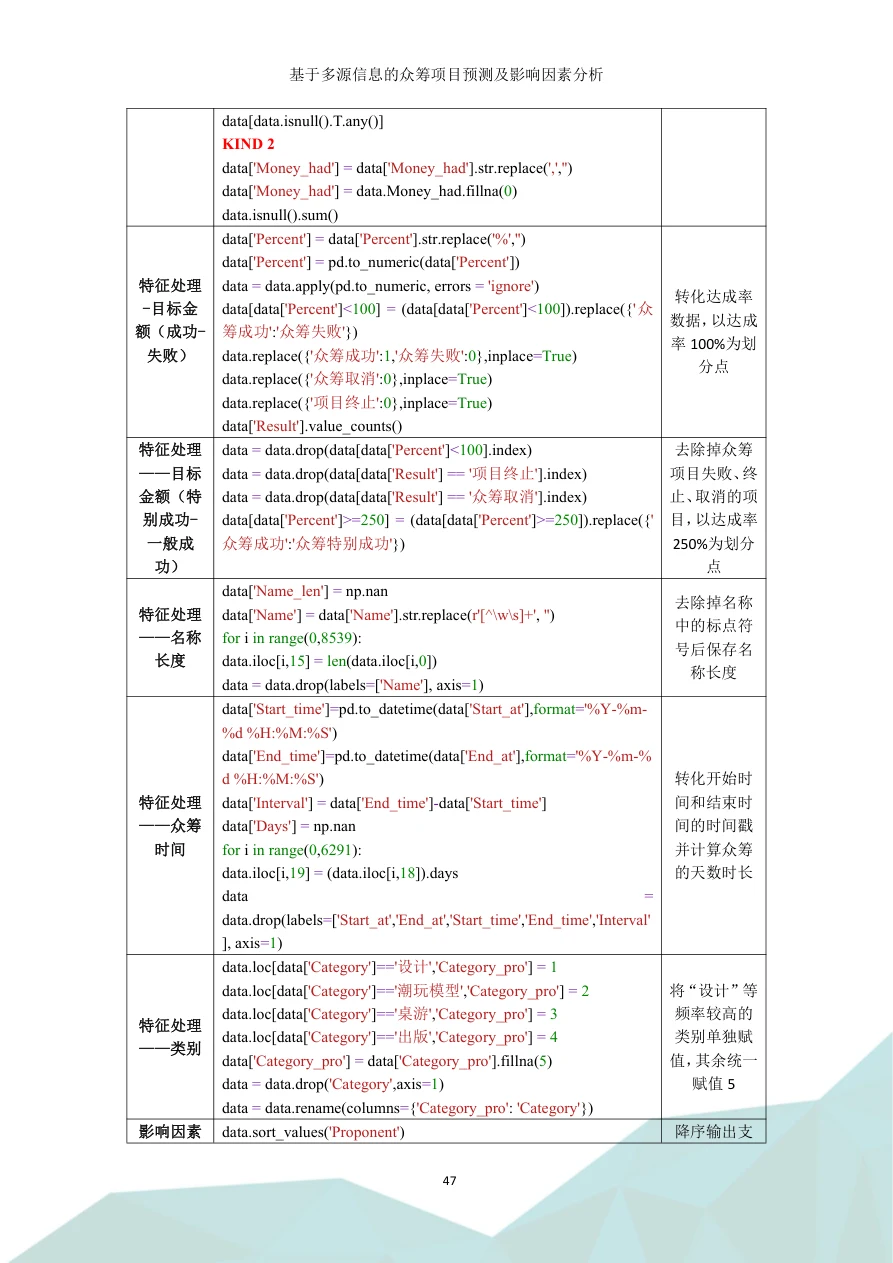 基于多源信息的众筹项目预测及影响因素分析
data[data.isnull().T.any()]
KIND 2
data['Money_had'] = data['Money_had'].str.replace(',','')
data['Money_had'] = data.Money_had.fillna(0)
data.isnull().sum()
特征处理
-目标金
额（成功-
失败）
data['Percent'] = data['Percent'].str.replace('%','')
data['Percent'] = pd.to_numeric(data['Percent'])
data = data.apply(pd.to_numeric, errors = 'ignore')
data[data['Percent']<100] = (data[data['Percent']<100]).replace({'众
筹成功':'众筹失败'})
data.replace({'众筹成功':1,'众筹失败':0},inplace=True)
data.replace({'众筹取消':0},inplace=True)
data.replace({'项目终止':0},inplace=True)
data['Result'].value_counts()
转化达成率
数据，以达成
率 100%为划
分点
特征处理
——目标
金额（特
别成功-
一般成
功）
data = data.drop(data[data['Percent']<100].index)
data = data.drop(data[data['Result'] == '项目终止'].index)
data = data.drop(data[data['Result'] == '众筹取消'].index)
data[data['Percent']>=250] = (data[data['Percent']>=250]).replace({'
众筹成功':'众筹特别成功'})
去除掉众筹
项目失败、终
止、取消的项
目，以达成率
250%为划分
点
特征处理
——名称
长度
data['Name_len'] = np.nan
data['Name'] = data['Name'].str.replace(r'[^\w\s]+', '')
for i in range(0,8539):
data.iloc[i,15] = len(data.iloc[i,0])
data = data.drop(labels=['Name'], axis=1)
去除掉名称
中的标点符
号后保存名
称长度
特征处理
——众筹
时间
data['Start_time']=pd.to_datetime(data['Start_at'],format='%Y-%m-
%d %H:%M:%S')
data['End_time']=pd.to_datetime(data['End_at'],format='%Y-%m-%
d %H:%M:%S')
data['Interval'] = data['End_time']-data['Start_time']
data['Days'] = np.nan
for i in range(0,6291):
data.iloc[i,19] = (data.iloc[i,18]).days
data =
data.drop(labels=['Start_at','End_at','Start_time','End_time','Interval'
], axis=1)
转化开始时
间和结束时
间的时间戳
并计算众筹
的天数时长
特征处理
——类别
data.loc[data['Category']=='设计','Category_pro'] = 1
data.loc[data['Category']=='潮玩模型','Category_pro'] = 2
data.loc[data['Category']=='桌游','Category_pro'] = 3
data.loc[data['Category']=='出版','Category_pro'] = 4
data['Category_pro'] = data['Category_pro'].fillna(5)
data = data.drop('Category',axis=1)
data = data.rename(columns={'Category_pro': 'Category'})
将“设计”等
频率较高的
类别单独赋
值，其余统一
赋值 5
影响因素
data.sort_values('Proponent')
降序输出支
47